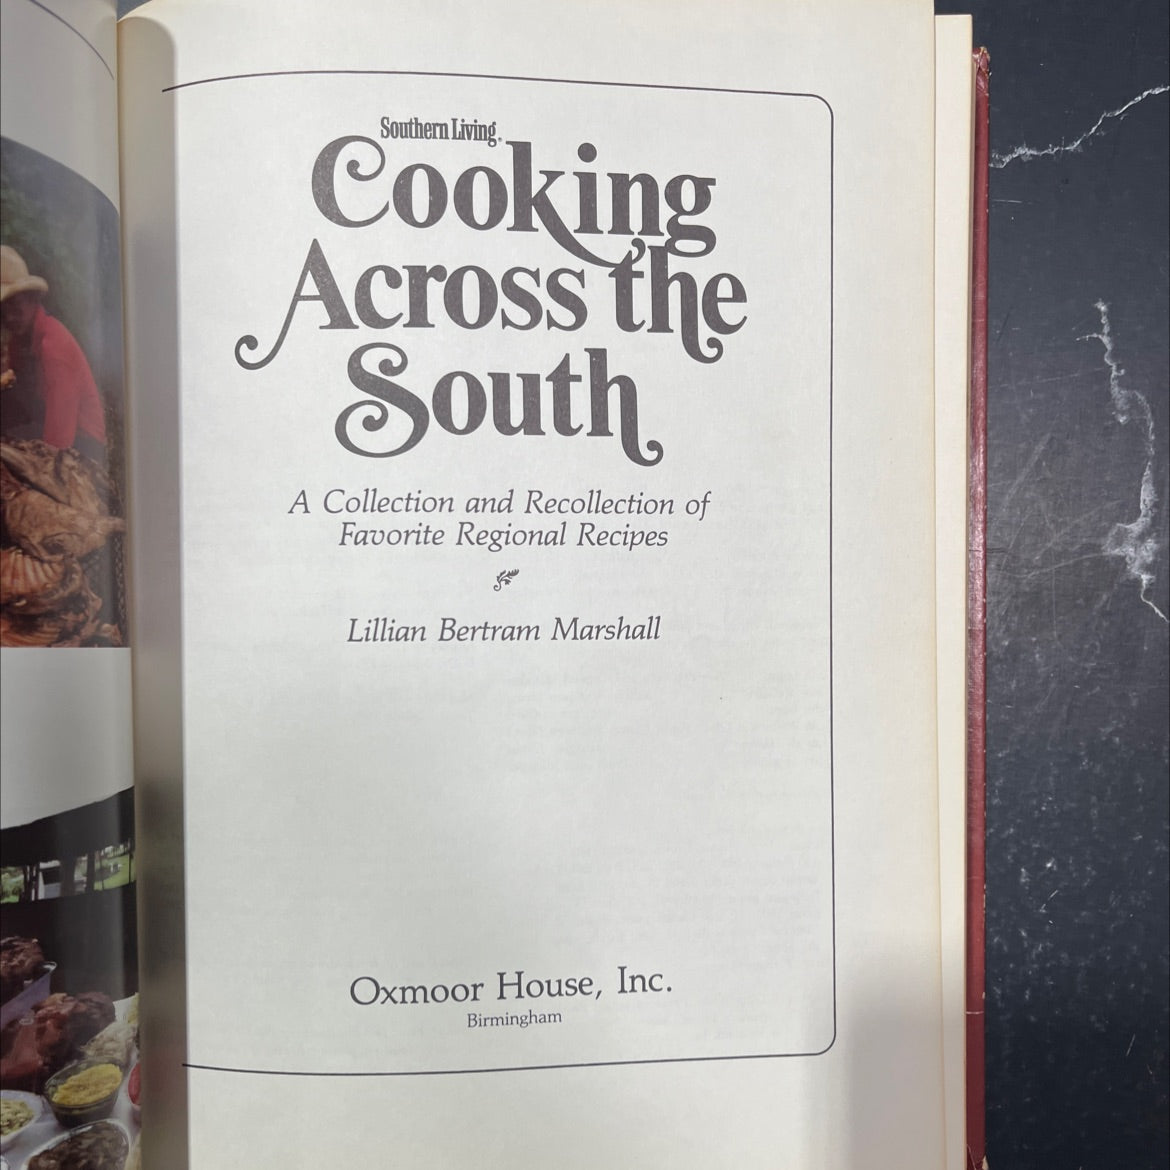 Southern Living®
Cooking
Across the
South
A Collection and Recollection of
Favorite Regional Recipes
Lillian Bertram Marshall
Oxmoor House, Inc.
Birmingham